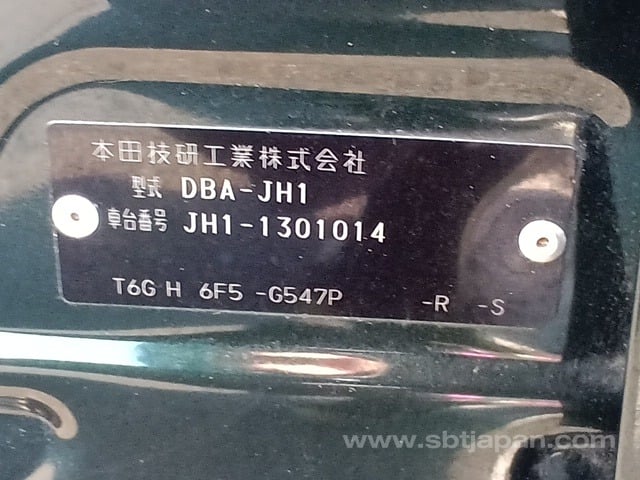 本田技研工業株式会社
型式 DBA-JH1
車台番号 JH1-1301014
T6G H 6F5 -G547P -R -S
www.sbtjapan.com